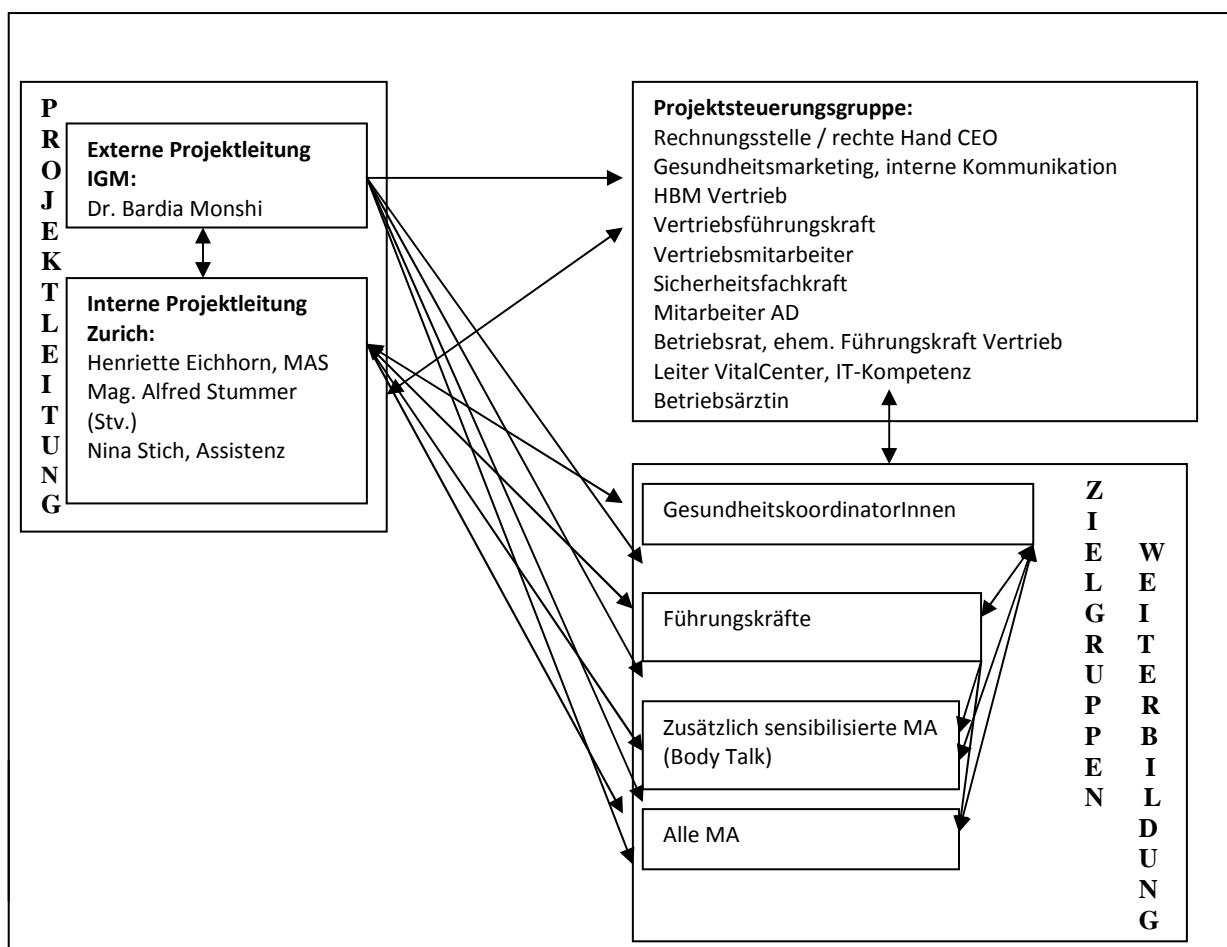 PROJEKTLEITUNG
Externe Projektleitung
IGM:
Dr. Bardia Monshi
Interne Projektleitung
Zurich:
Henriette Eichhorn, MAS
Mag. Alfred Stummer
(Stv.)
Nina Stich, Assistenz
Projektsteuerungsgruppe:
Rechnungsstelle / rechte Hand CEO
Gesundheitsmarketing, interne Kommunikation
HBM Vertrieb
Vertriebsführungskraft
Vertriebsmitarbeiter
Sicherheitsfachkraft
Mitarbeiter AD
Betriebsrat, ehem. Führungskraft Vertrieb
Leiter VitalCenter, IT-Kompetenz
Betriebsärztin
GesundheitskoordinatorInnen
Führungskräfte
Zusätzlich sensibilisierte MA
(Body Talk)
Alle MA
ZIELGRUPPEN
WEITERBILDUNG